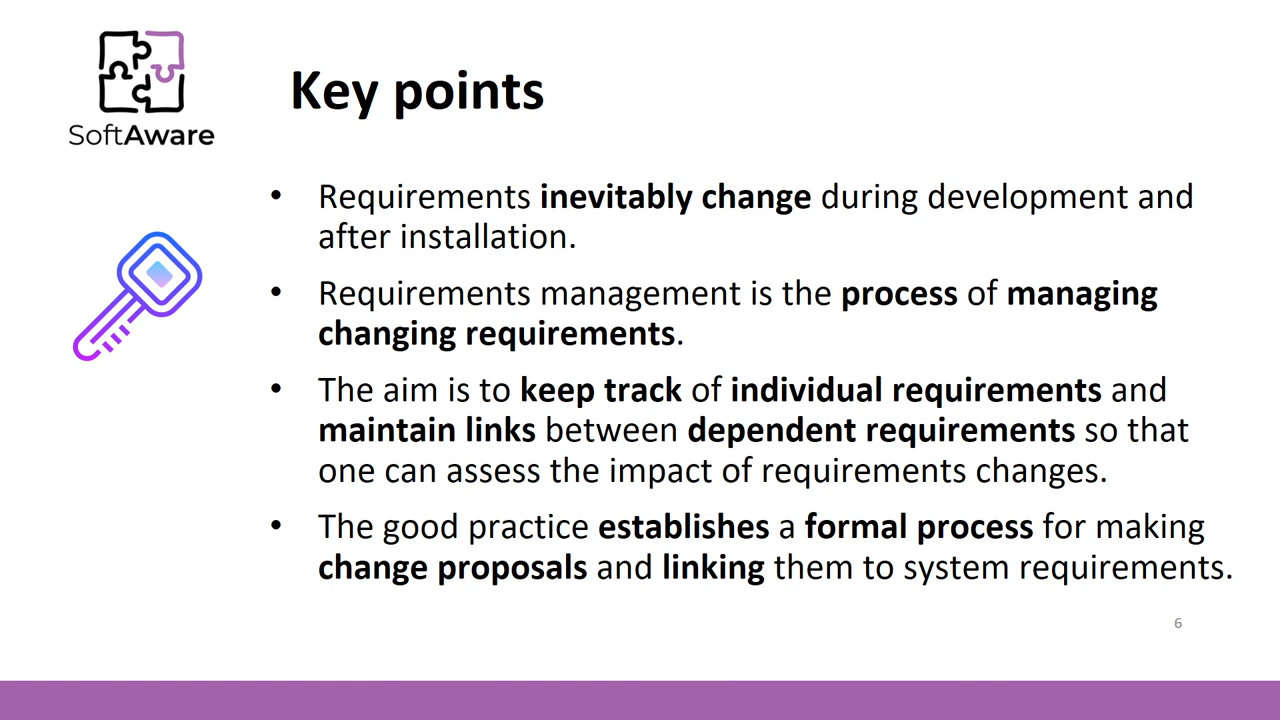 SoftAware
Key points
• Requirements inevitably change during development and
after installation.
• Requirements management is the process of managing
changing requirements.
• The aim is to keep track of individual requirements and
maintain links between dependent requirements so that
one can assess the impact of requirements changes.
• The good practice establishes a formal process for making
change proposals and linking them to system requirements.
6